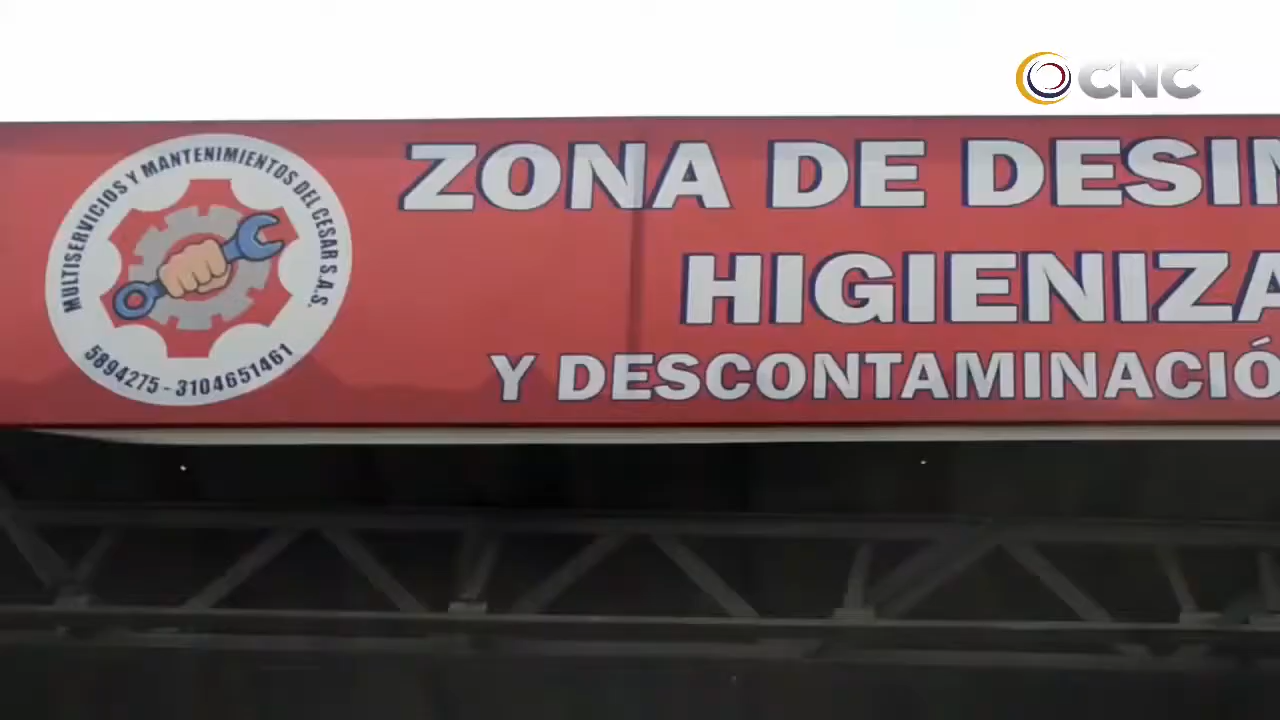 CNC
MULTISERVICIOS Y MANTENIMIENTOS DEL CESAR S.A.S.
5894275 - 3104651461
ZONA DE DESIN
HIGIENIZA
Y DESCONTAMINACIÓ